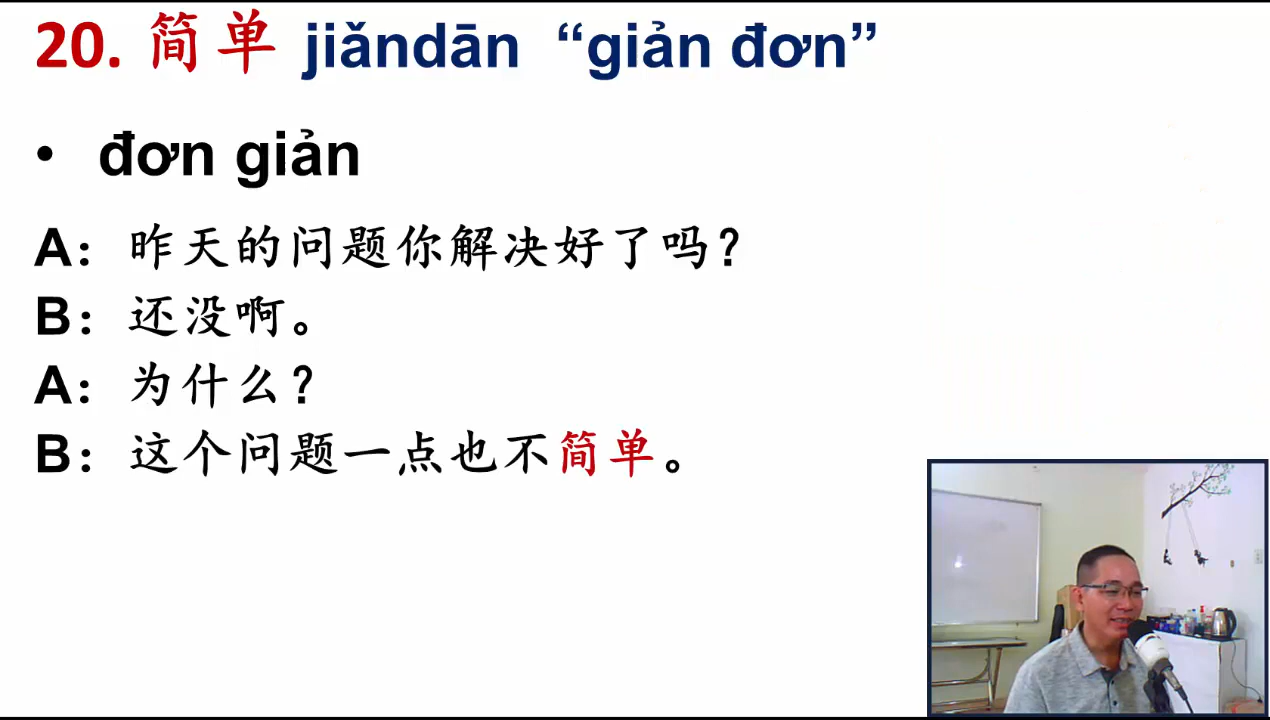 20. 简单 jiǎndān “giản đơn”
• đơn giản
A：昨天的问题你解决好了吗？
B：还没啊。
A：为什么？
B：这个问题一点也不简单。